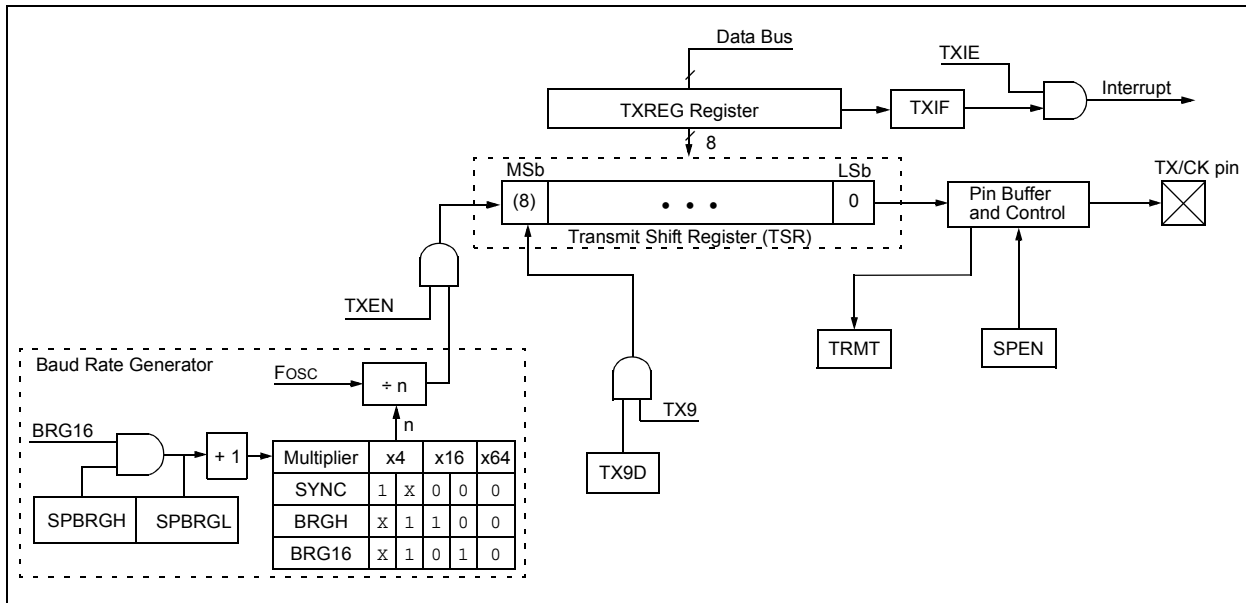 Data Bus
TXIE
Interrupt
TXREG Register
TXIF
8
MSb
LSb
TX/CK pin
(8)
• • •
0
Pin Buffer
and Control
Transmit Shift Register (TSR)
TXEN
TRMT
SPEN
Baud Rate Generator
FOSC
÷ n
TX9
n
BRG16
+ 1
Multiplier x4 x16 x64
TX9D
SYNC 1 X 0 0 0
SPBRGH SPBRGL
BRGH X 1 1 0 0
BRG16 X 1 0 1 0